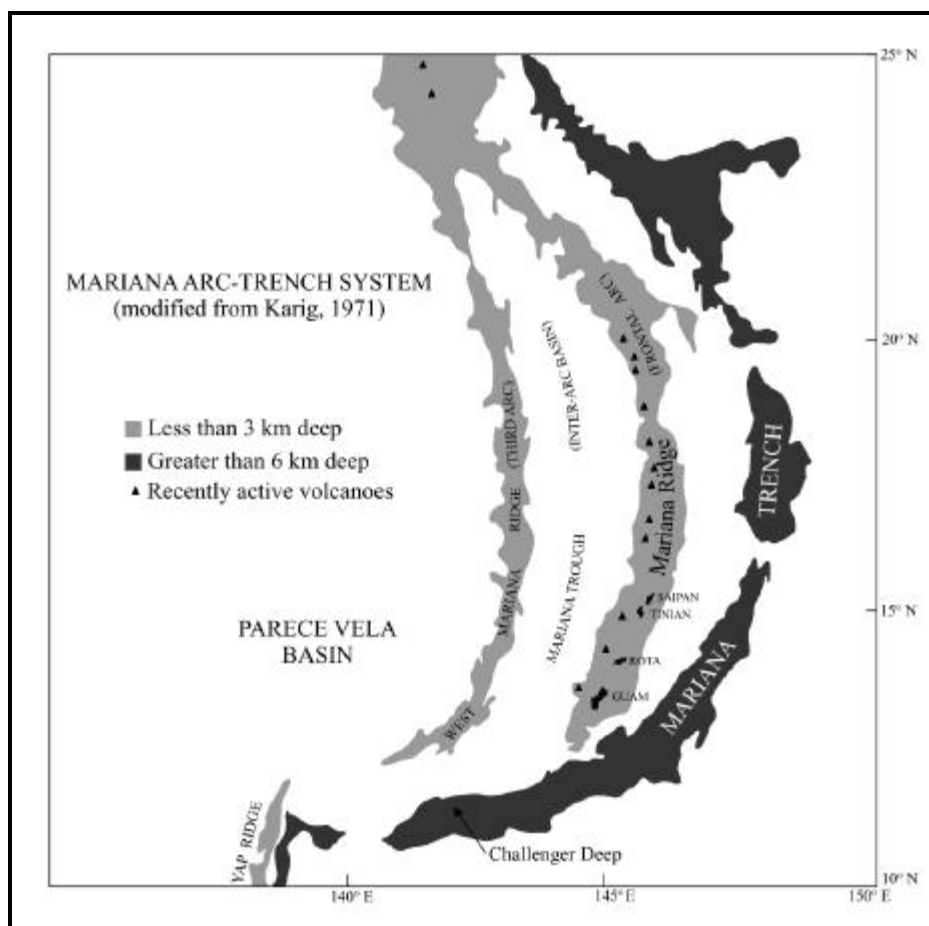 25° N
MARIANA ARC-TRENCH SYSTEM
(modified from Karig, 1971)
(FRONTAL ARC)
(INTER-ARC BASIN)
20° N
Less than 3 km deep
Greater than 6 km deep
Recently active volcanoes
WEST MARIANA RIDGE (THIRD ARC)
Mariana Ridge
MARIANA TROUGH
MARIANA TRENCH
SAIPAN
TINIAN
15° N
PARECE VELA
BASIN
ROTA
GUAM
YAP RIDGE
Challenger Deep
10° N
140° E
145° E
150° E